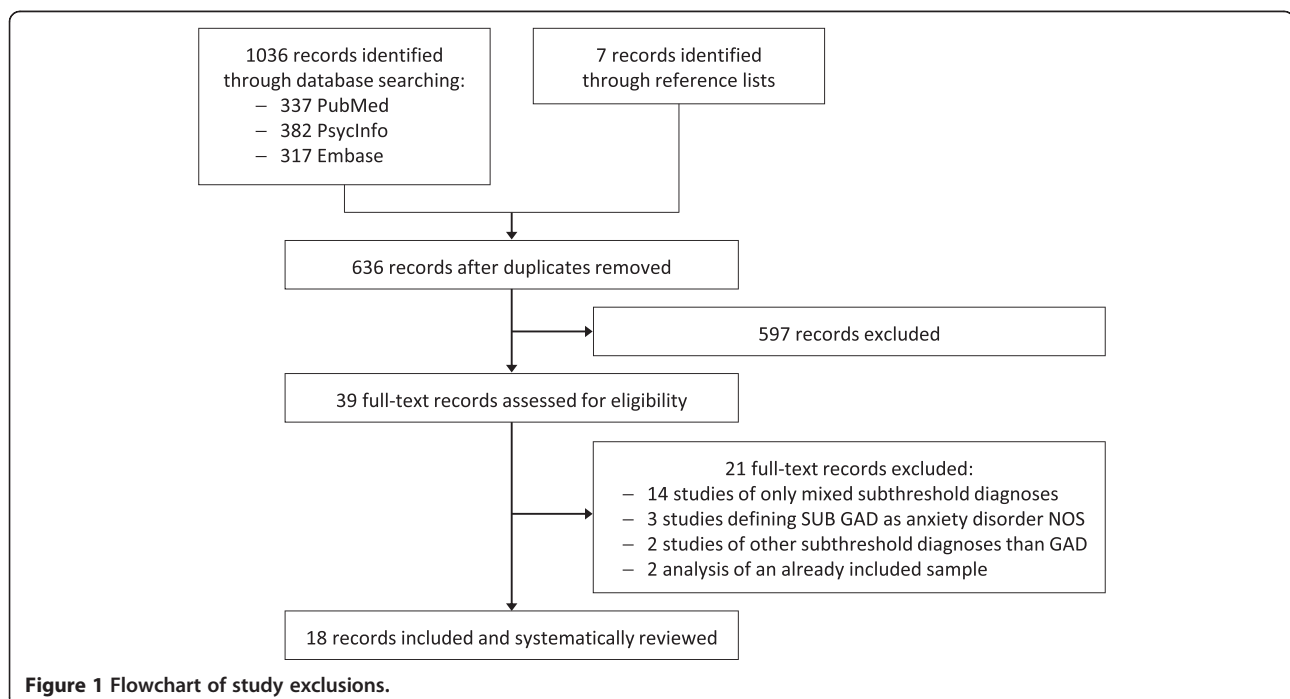 1036 records identified
through database searching:
– 337 PubMed
– 382 PsycInfo
– 317 Embase
7 records identified
through reference lists
636 records after duplicates removed
597 records excluded
39 full-text records assessed for eligibility
21 full-text records excluded:
– 14 studies of only mixed subthreshold diagnoses
– 3 studies defining SUB GAD as anxiety disorder NOS
– 2 studies of other subthreshold diagnoses than GAD
– 2 analysis of an already included sample
18 records included and systematically reviewed
Figure 1 Flowchart of study exclusions.